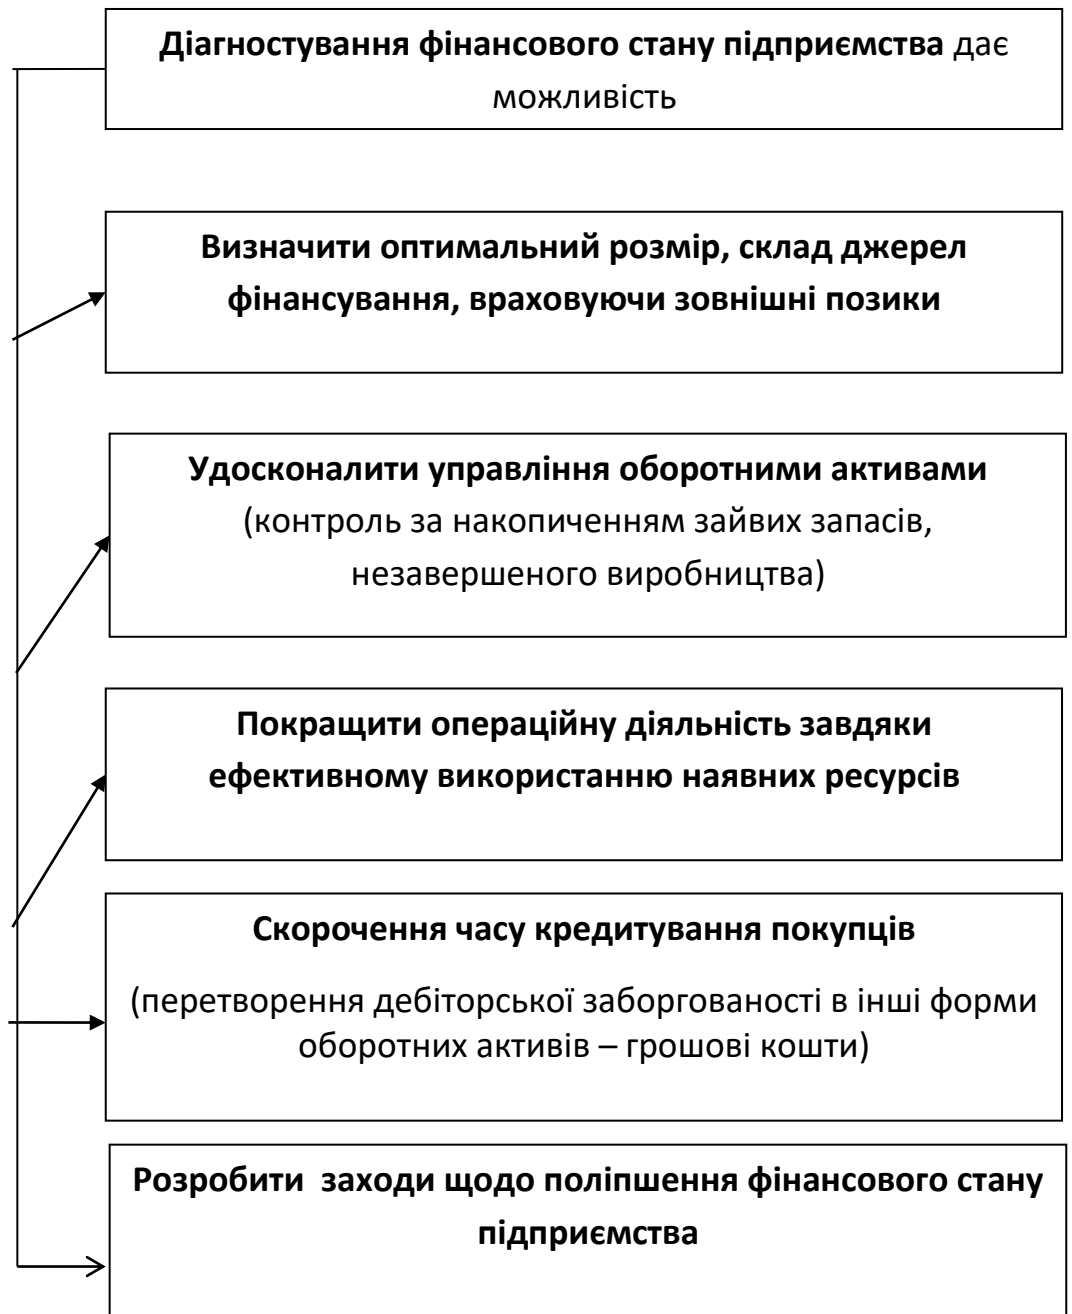 Діагностування фінансового стану підприємства дає
можливість
Визначити оптимальний розмір, склад джерел
фінансування, враховуючи зовнішні позики
Удосконалити управління оборотними активами
(контроль за накопиченням зайвих запасів,
незавершеного виробництва)
Покращити операційну діяльність завдяки
ефективному використанню наявних ресурсів
Скорочення часу кредитування покупців
(перетворення дебіторської заборгованості в інші форми
оборотних активів – грошові кошти)
Розробити заходи щодо поліпшення фінансового стану
підприємства